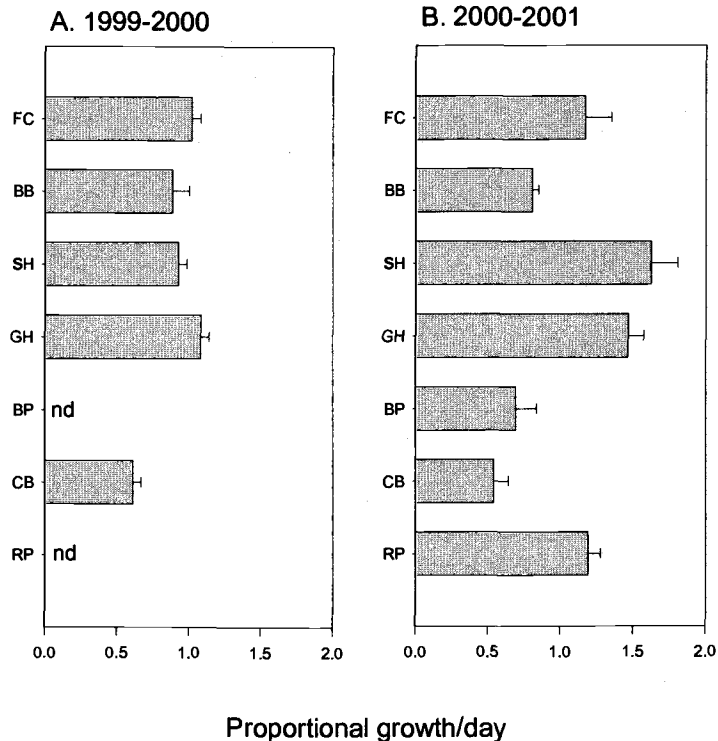 A. 1999-2000
FC
BB
SH
GH
BP nd
CB
RP nd
0.0 0.5 1.0 1.5 2.0
B. 2000-2001
FC
BB
SH
GH
BP
CB
RP
0.0 0.5 1.0 1.5 2.0
Proportional growth/day